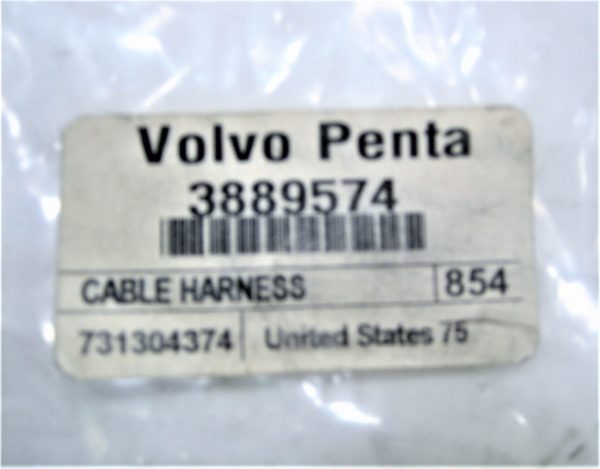 Volvo Penta
3889574
CABLE HARNESS 854
731304374 United States 75